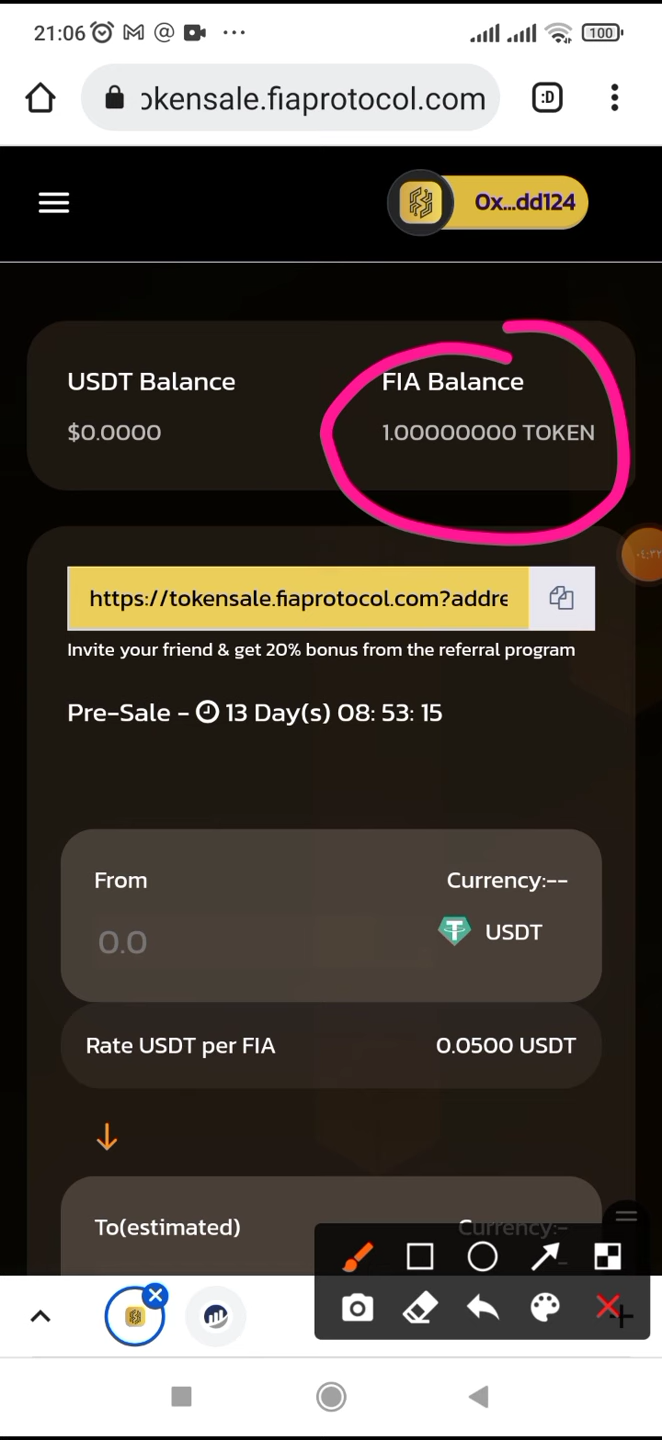 21:06
100
okensale.fiaprotocol.com
:D
0x...dd124
USDT Balance
FIA Balance
$0.0000
1.00000000 TOKEN
۰۴:۳۲
https://tokensale.fiaprotocol.com?addre
Invite your friend & get 20% bonus from the referral program
Pre-Sale - 13 Day(s) 08: 53: 15
From
Currency:--
0.0
USDT
Rate USDT per FIA
0.0500 USDT
To(estimated)
Currency:-